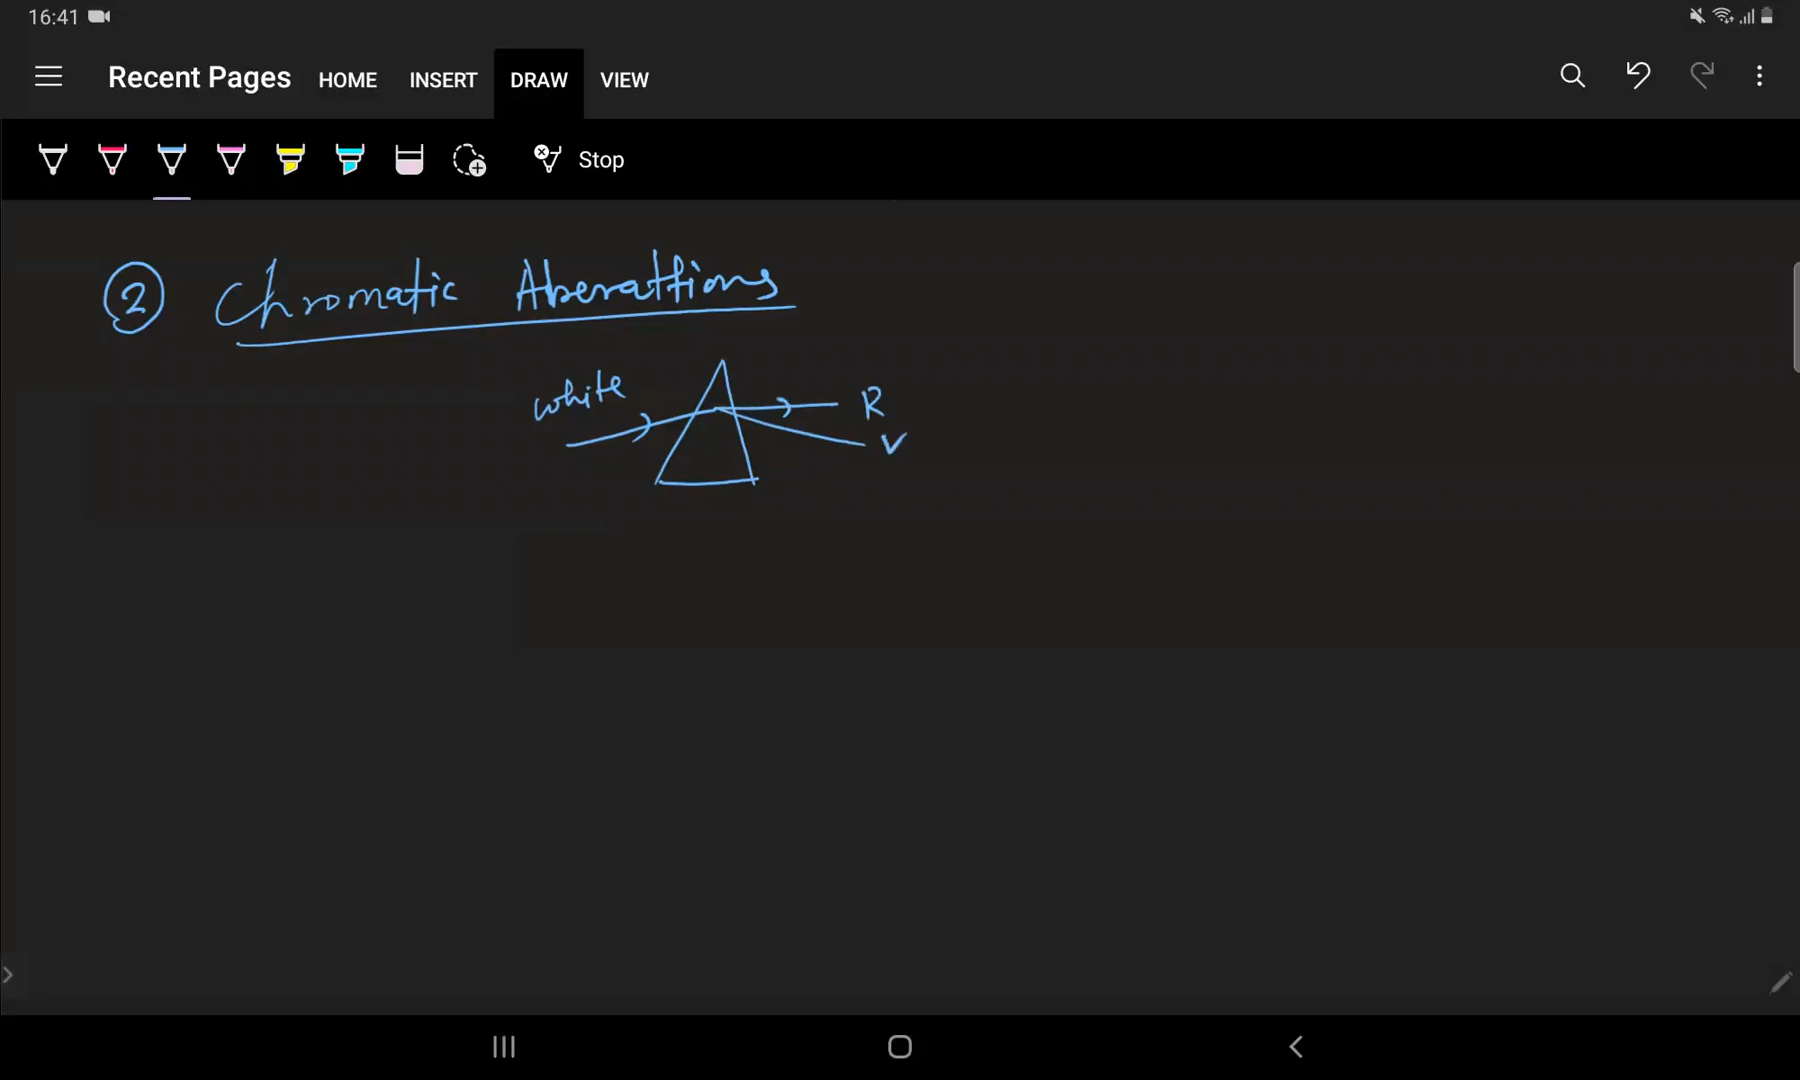 16:41
Recent Pages HOME INSERT DRAW VIEW
Stop
2 Chromatic Aberattions
white
R
V